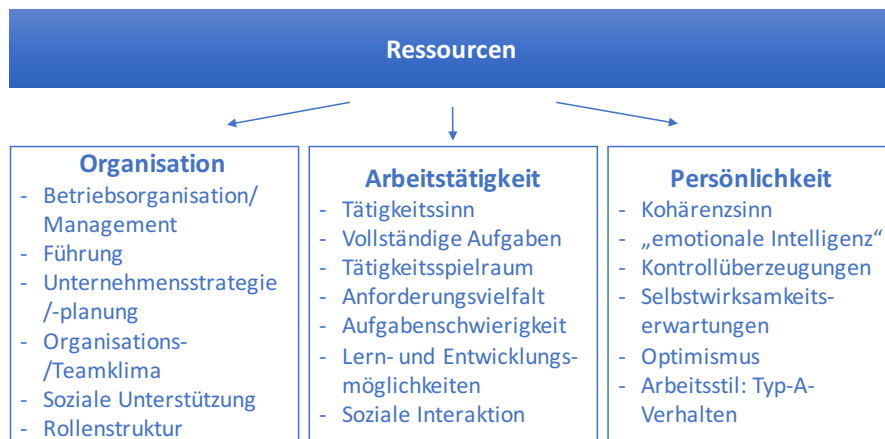 Ressourcen
Organisation
- Betriebsorganisation/
Management
- Führung
- Unternehmensstrategie
/-planung
- Organisations-
/Teamklima
- Soziale Unterstützung
- Rollenstruktur
Arbeitstätigkeit
- Tätigkeitssinn
- Vollständige Aufgaben
- Tätigkeitsspielraum
- Anforderungsvielfalt
- Aufgabenschwierigkeit
- Lern- und Entwicklungs-
möglichkeiten
- Soziale Interaktion
Persönlichkeit
- Kohärenzsinn
- „emotionale Intelligenz“
- Kontrollüberzeugungen
- Selbstwirksamkeits-
erwartungen
- Optimismus
- Arbeitsstil: Typ-A-
Verhalten